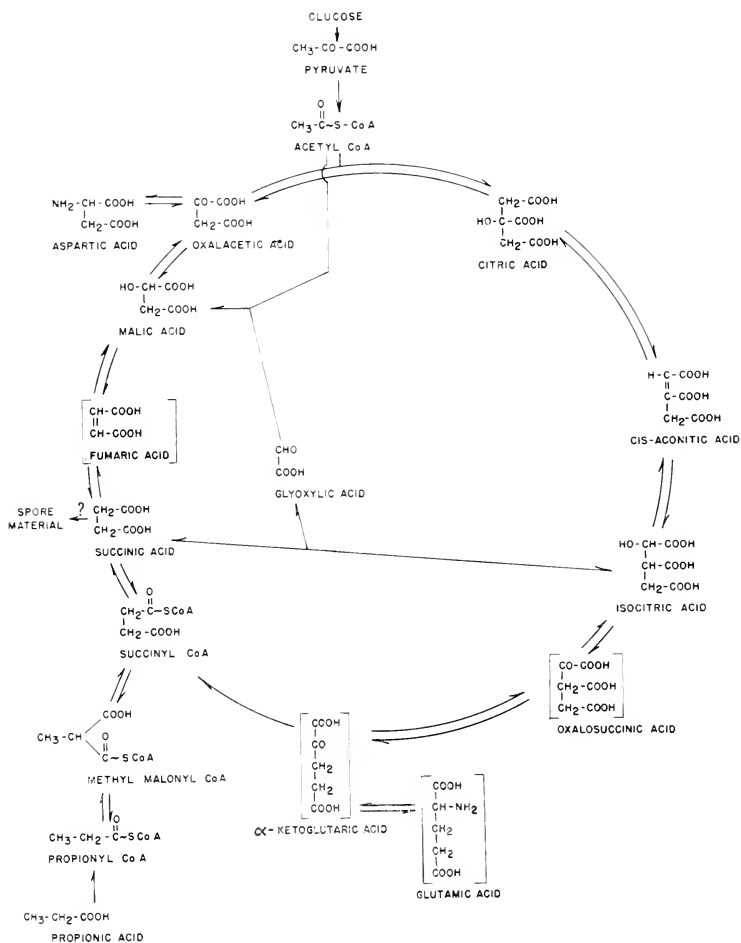 GLUCOSE
CH3-CO-COOH
PYRUVATE
O
CH3-C~S-CoA
ACETYL CoA
NH2-CH-COOH
CH2-COOH
ASPARTIC ACID
CO-COOH
CH2-COOH
OXALACETIC ACID
CH2-COOH
HO-C-COOH
CH2-COOH
CITRIC ACID
HO-CH-COOH
CH2-COOH
MALIC ACID
H-C-COOH
C-COOH
CH2-COOH
CIS-ACONITIC ACID
CH-COOH
CH-COOH
FUMARIC ACID
CHO
COOH
GLYOXYLIC ACID
SPORE
MATERIAL
?
CH2-COOH
CH2-COOH
SUCCINIC ACID
HO-CH-COOH
CH-COOH
CH2-COOH
ISOCITRIC ACID
O
CH2-C~SCoA
CH2-COOH
SUCCINYL CoA
CO-COOH
CH2-COOH
CH2-COOH
OXALOSUCCINIC ACID
COOH
CH3-CH
O
C~SCoA
METHYL MALONYL CoA
COOH
CO
CH2
CH2
COOH
α-KETOGLUTARIC ACID
COOH
CH-NH2
CH2
CH2
COOH
GLUTAMIC ACID
O
CH3-CH2-C~SCoA
PROPIONYL CoA
CH3-CH2-COOH
PROPIONIC ACID